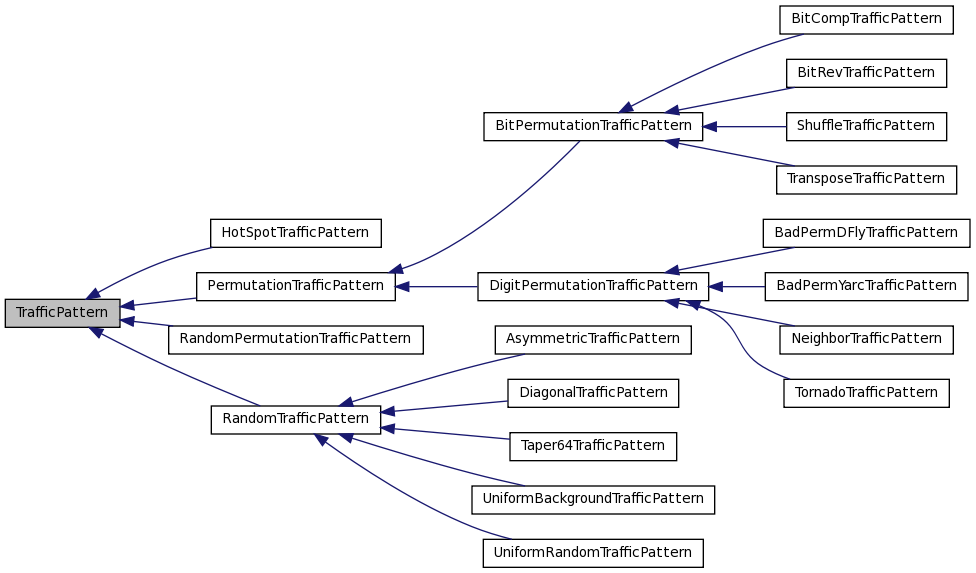 BitCompTrafficPattern
BitRevTrafficPattern
BitPermutationTrafficPattern
ShuffleTrafficPattern
TransposeTrafficPattern
HotSpotTrafficPattern
BadPermDFlyTrafficPattern
PermutationTrafficPattern
DigitPermutationTrafficPattern
BadPermYarcTrafficPattern
TrafficPattern
RandomPermutationTrafficPattern
AsymmetricTrafficPattern
NeighborTrafficPattern
DiagonalTrafficPattern
TornadoTrafficPattern
RandomTrafficPattern
Taper64TrafficPattern
UniformBackgroundTrafficPattern
UniformRandomTrafficPattern